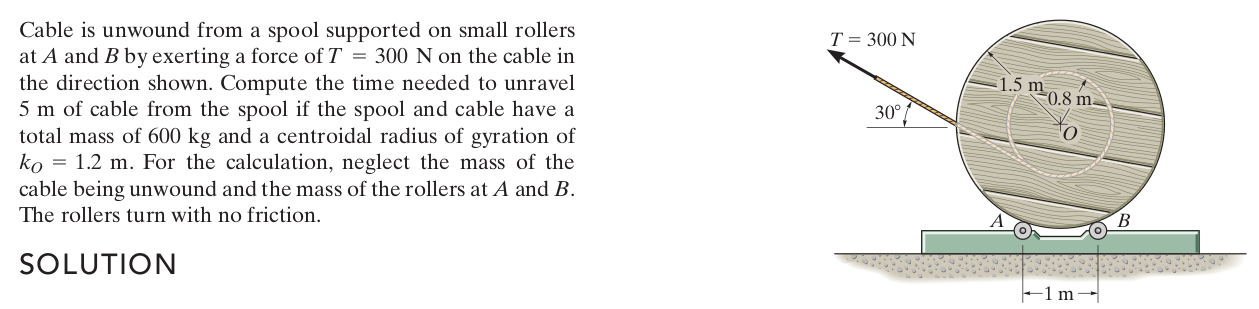 Cable is unwound from a spool supported on small rollers
at A and B by exerting a force of T = 300 N on the cable in
the direction shown. Compute the time needed to unravel
5 m of cable from the spool if the spool and cable have a
total mass of 600 kg and a centroidal radius of gyration of
kO = 1.2 m. For the calculation, neglect the mass of the
cable being unwound and the mass of the rollers at A and B.
The rollers turn with no friction.
SOLUTION
T = 300 N
30°
1.5 m
0.8 m
O
A
B
1 m